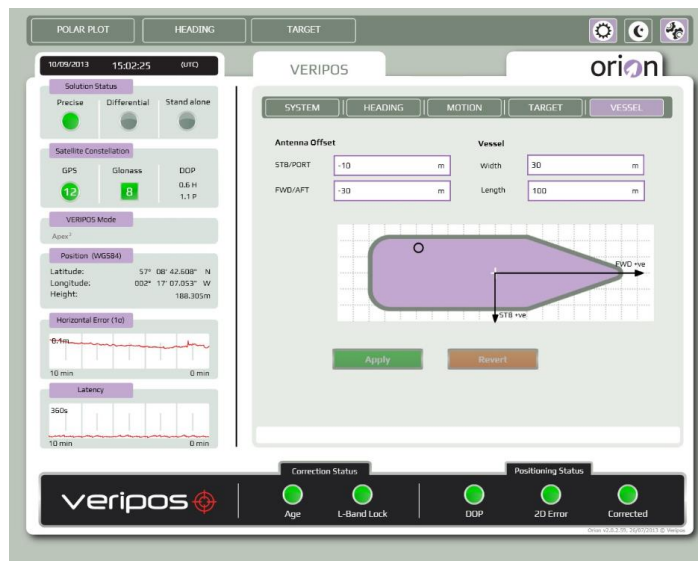 POLAR PLOT HEADING TARGET
10/09/2013 15:02:25 (UTC)
Solution Status
Precise Differential Stand alone
Satellite Constellation
GPS Glonass DOP
12 8 0.6 H
1.1 P
VERIPOS Mode
Apex²
Position (WGS84)
Latitude: 57° 08' 42.608" N
Longitude: 002° 17' 07.053" W
Height: 188.305m
Horizontal Error (1σ)
0.1m
10 min 0 min
Latency
360s
10 min 0 min
VERIPOS
orion
SYSTEM HEADING MOTION TARGET VESSEL
Antenna Offset Vessel
STB/PORT -10 m Width 30 m
FWD/AFT -30 m Length 100 m
FWD +ve
STB +ve
Apply Revert
Correction Status Positioning Status
veripos
Age L-Band Lock DOP 2D Error Corrected